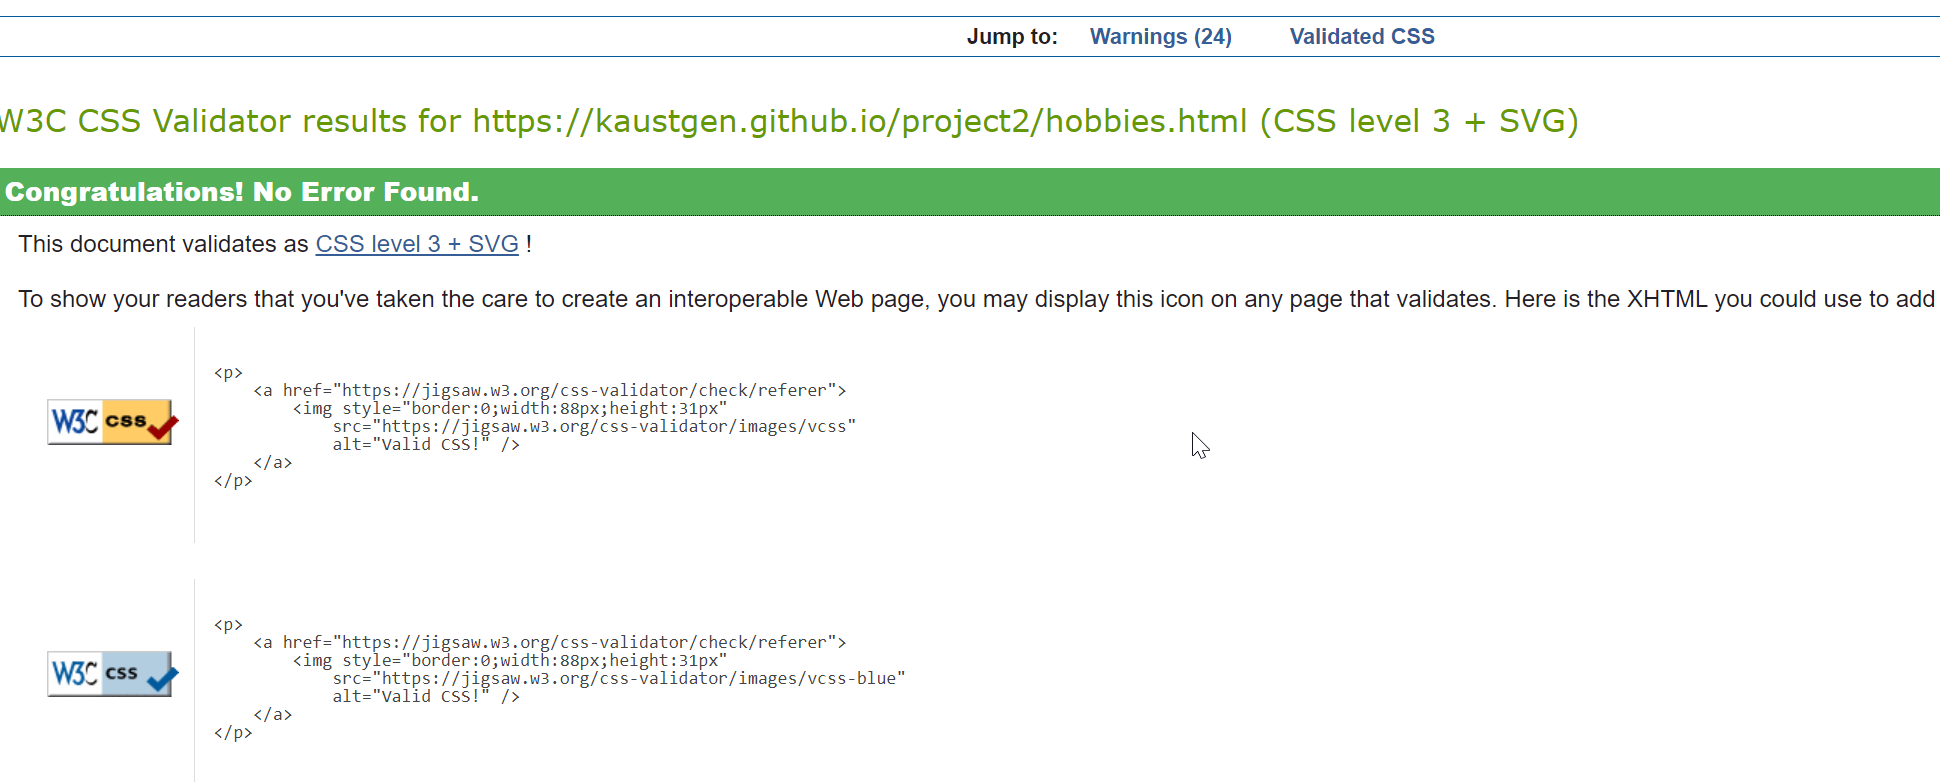 Jump to: Warnings (24) Validated CSS
W3C CSS Validator results for https://kaustgen.github.io/project2/hobbies.html (CSS level 3 + SVG)
Congratulations! No Error Found.
This document validates as CSS level 3 + SVG !
To show your readers that you've taken the care to create an interoperable Web page, you may display this icon on any page that validates. Here is the XHTML you could use to add
W3C css
<p>
    <a href="https://jigsaw.w3.org/css-validator/check/referer">
        <img style="border:0;width:88px;height:31px"
            src="https://jigsaw.w3.org/css-validator/images/vcss"
            alt="Valid CSS!" />
    </a>
</p>
W3C css
<p>
    <a href="https://jigsaw.w3.org/css-validator/check/referer">
        <img style="border:0;width:88px;height:31px"
            src="https://jigsaw.w3.org/css-validator/images/vcss-blue"
            alt="Valid CSS!" />
    </a>
</p>